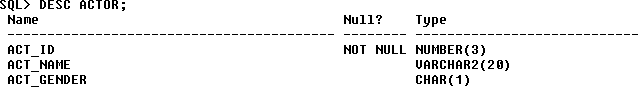 SQL> DESC ACTOR;
Name Null? Type
----------------------------------------- -------- ----------------------------
ACT_ID NOT NULL NUMBER(3)
ACT_NAME VARCHAR2(20)
ACT_GENDER CHAR(1)